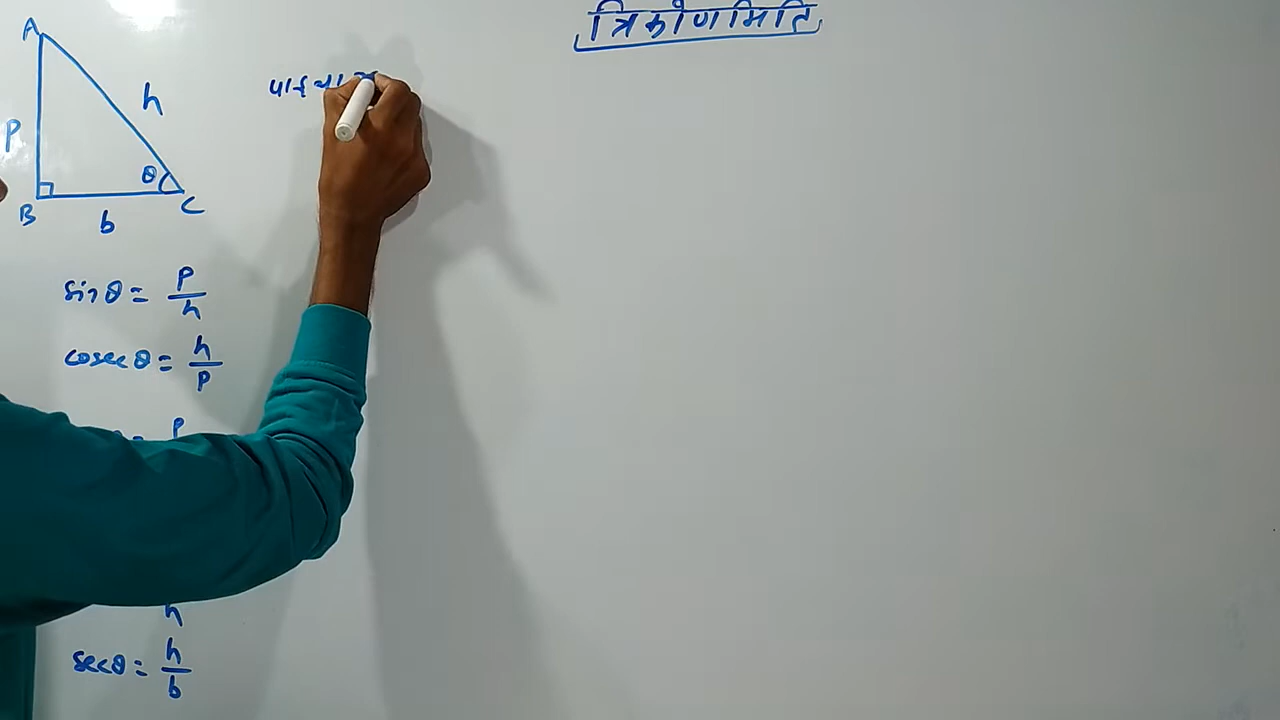 त्रिकोणमिति
A
h
P
θ
B
b
C
sinθ = P/h
cosecθ = h/P
P
h
secθ = h/b